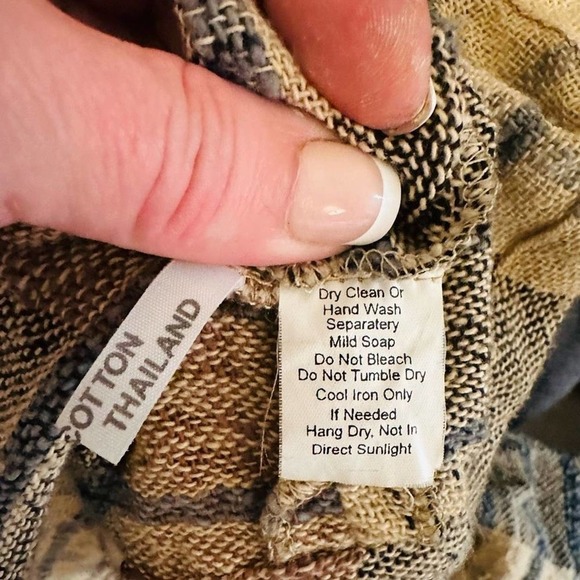 COTTON
THAILAND
Dry Clean Or
Hand Wash
Separatery
Mild Soap
Do Not Bleach
Do Not Tumble Dry
Cool Iron Only
If Needed
Hang Dry, Not In
Direct Sunlight